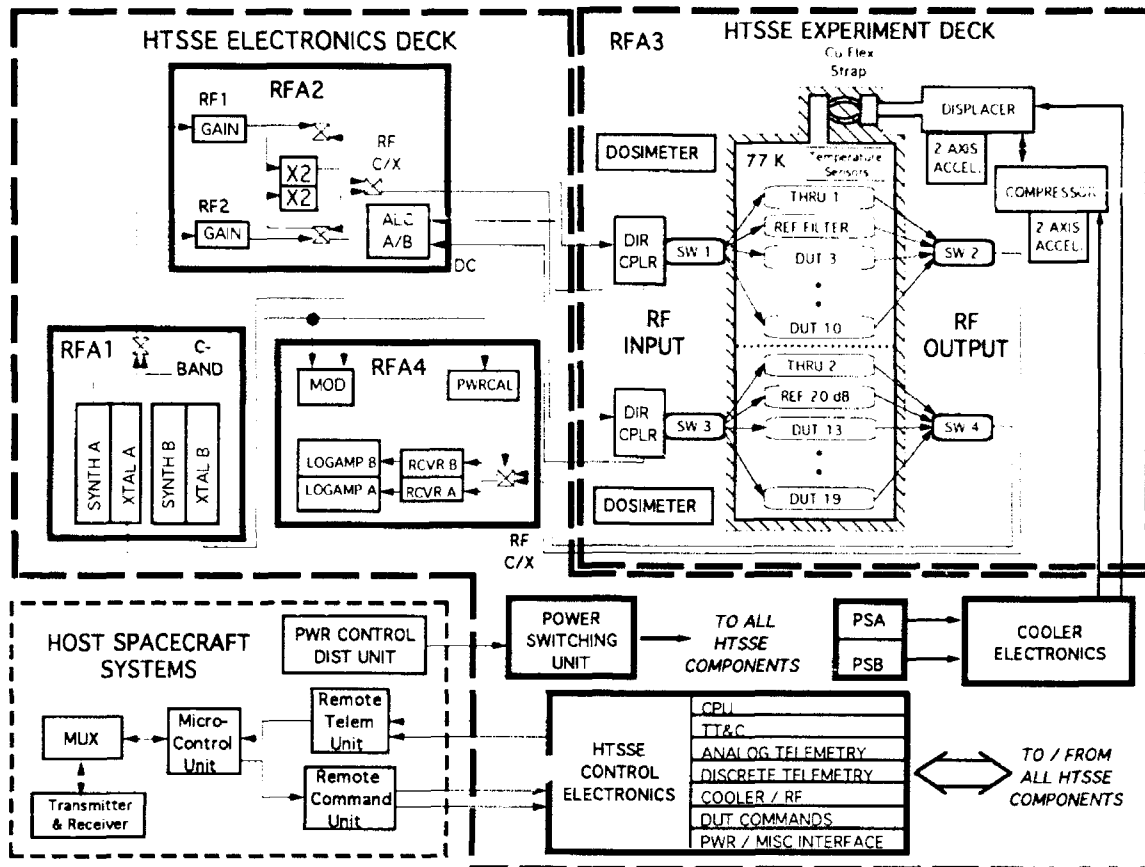 HTSSE ELECTRONICS DECK
RFA2
RF1
GAIN
X2
X2
RF
C/X
RF2
GAIN
ALC
A/B
DC
RFA1
C-
BAND
SYNTH A
XTAL A
SYNTH B
XTAL B
RFA4
MOD
PWRCAL
LOGAMP B
RCVR B
LOGAMP A
RCVR A
RF
C/X
RFA3
HTSSE EXPERIMENT DECK
Cu Flex
Strap
DISPLACER
2 AXIS
ACCEL.
COMPRESSOR
2 AXIS
ACCEL.
DOSIMETER
77 K
Temperature
Sensors
DIR
CPLR
SW 1
THRU 1
REF FILTER
DUT 3
DUT 10
SW 2
RF
INPUT
RF
OUTPUT
DIR
CPLR
SW 3
THRU 2
REF 20 dB
DUT 13
DUT 19
SW 4
DOSIMETER
HOST SPACECRAFT
SYSTEMS
PWR CONTROL
DIST UNIT
MUX
Micro-
Control
Unit
Remote
Telem
Unit
Remote
Command
Unit
Transmitter
& Receiver
POWER
SWITCHING
UNIT
TO ALL
HTSSE
COMPONENTS
PSA
PSB
COOLER
ELECTRONICS
HTSSE
CONTROL
ELECTRONICS
CPU
TT&C
ANALOG TELEMETRY
DISCRETE TELEMETRY
COOLER / RF
DUT COMMANDS
PWR / MISC INTERFACE
TO / FROM
ALL HTSSE
COMPONENTS